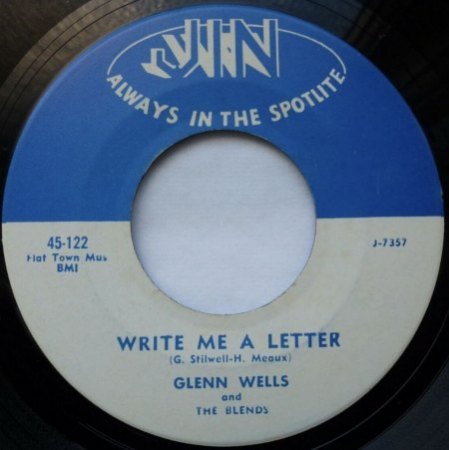 JIN
ALWAYS IN THE SPOTLITE
45-122
Flat Town Mus
BMI
J-7357
WRITE ME A LETTER
(G. Stilwell-H. Meaux)
GLENN WELLS
and
THE BLENDS